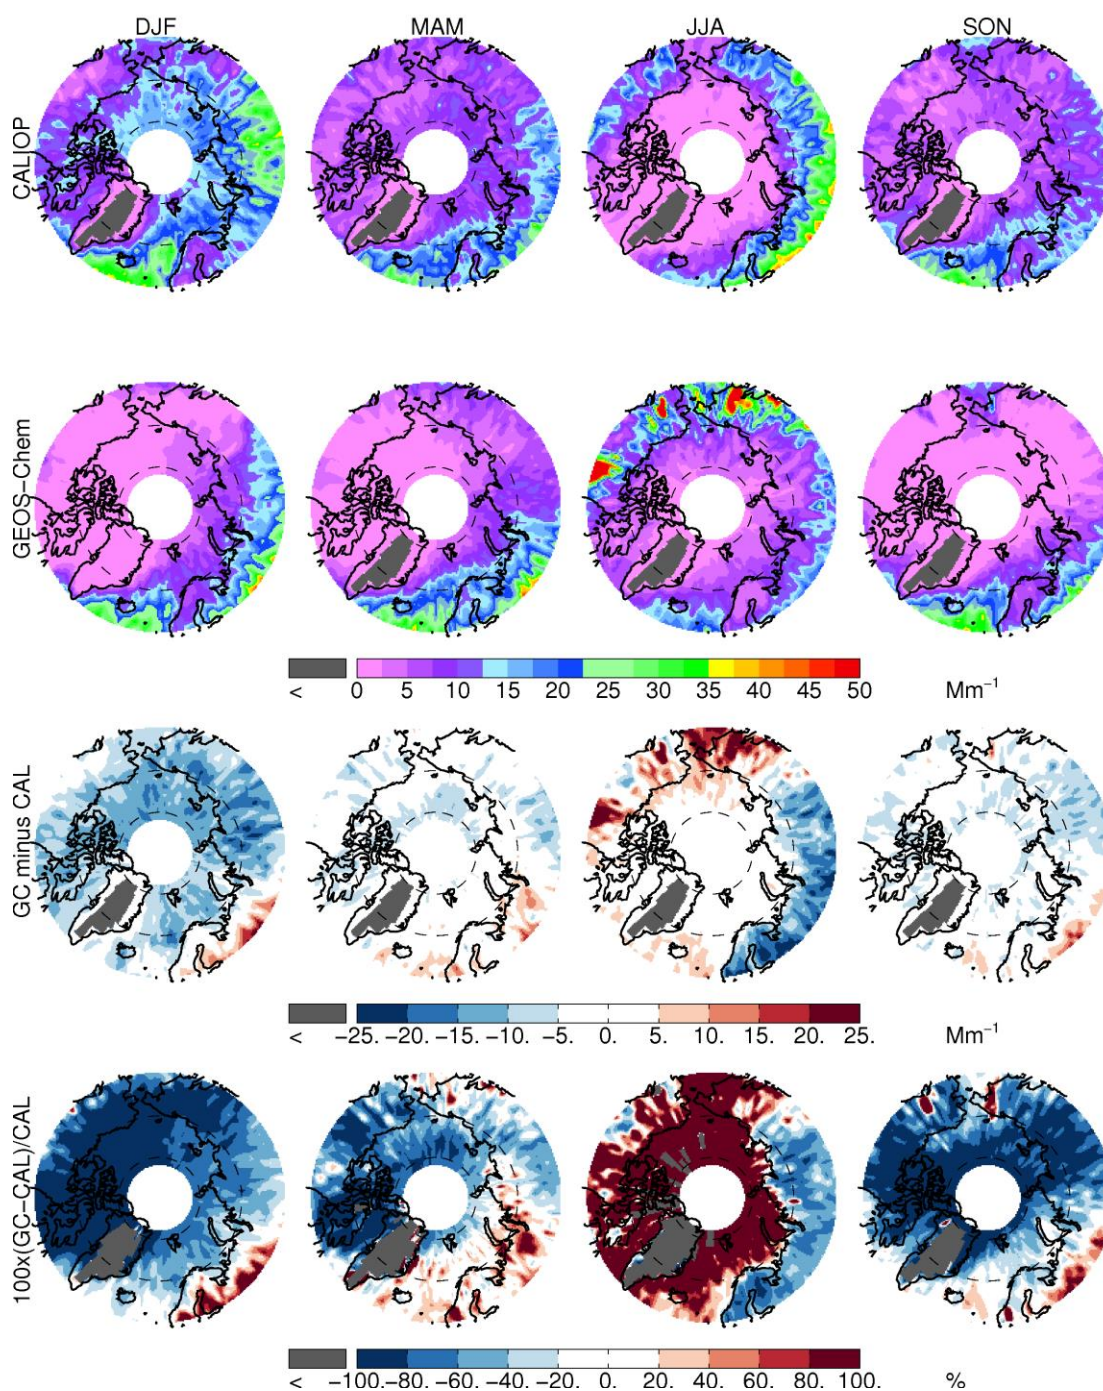 DJF MAM JJA SON
CALIOP
GEOS−Chem
< 0 5 10 15 20 25 30 35 40 45 50 Mm−1
GC minus CAL
< −25. −20. −15. −10. −5. 0. 5. 10. 15. 20. 25. Mm−1
100x(GC−CAL)/CAL
< −100. −80. −60. −40. −20. 0. 20. 40. 60. 80. 100. %